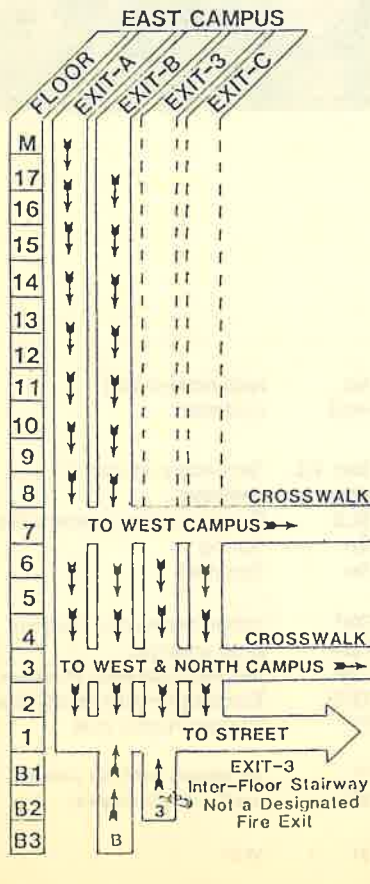 EAST CAMPUS
FLOOR
EXIT-A
EXIT-B
EXIT-3
EXIT-C
M
17
16
15
14
13
12
11
10
9
8
CROSSWALK
7
TO WEST CAMPUS
6
5
4
CROSSWALK
3
TO WEST & NORTH CAMPUS
2
1
TO STREET
B1
EXIT-3
Inter-Floor Stairway
B2
3
Not a Designated
Fire Exit
B3
B